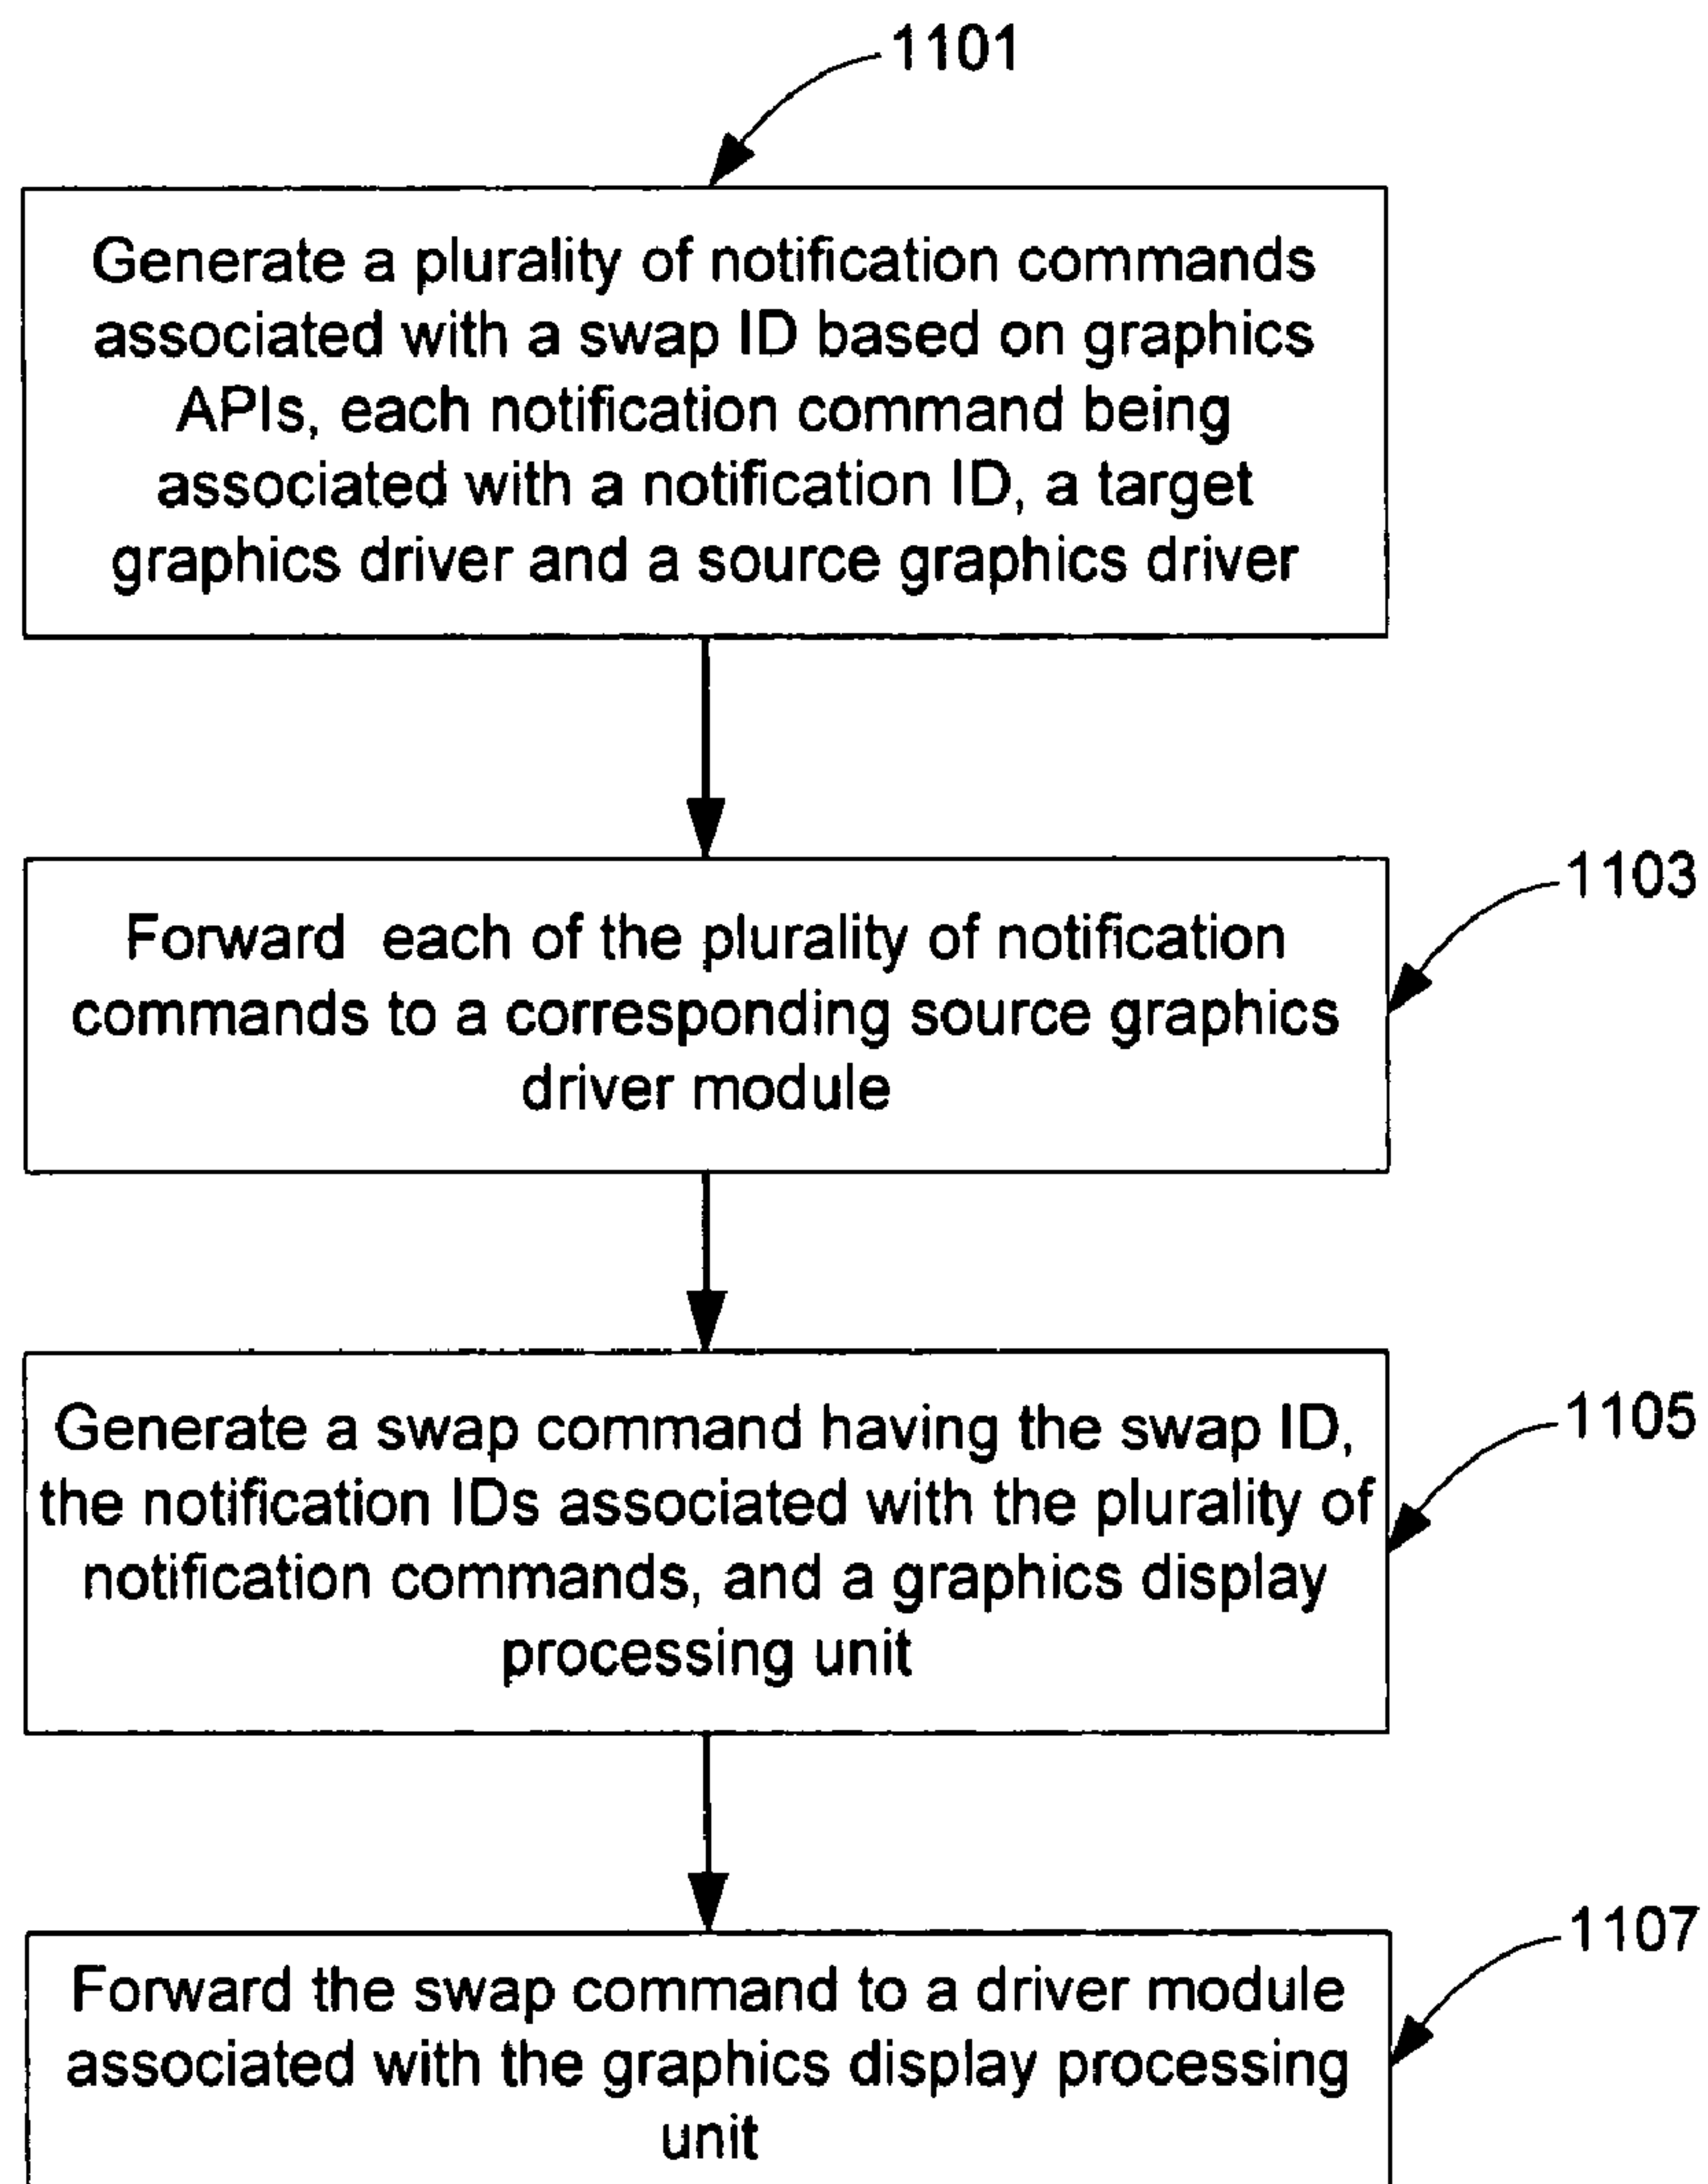 1101
Generate a plurality of notification commands
associated with a swap ID based on graphics
APIs, each notification command being
associated with a notification ID, a target
graphics driver and a source graphics driver
1103
Forward each of the plurality of notification
commands to a corresponding source graphics
driver module
1105
Generate a swap command having the swap ID,
the notification IDs associated with the plurality of
notification commands, and a graphics display
processing unit
1107
Forward the swap command to a driver module
associated with the graphics display processing
unit